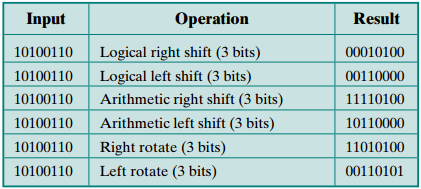 Input Operation Result
10100110 Logical right shift (3 bits) 00010100
10100110 Logical left shift (3 bits) 00110000
10100110 Arithmetic right shift (3 bits) 11110100
10100110 Arithmetic left shift (3 bits) 10110000
10100110 Right rotate (3 bits) 11010100
10100110 Left rotate (3 bits) 00110101